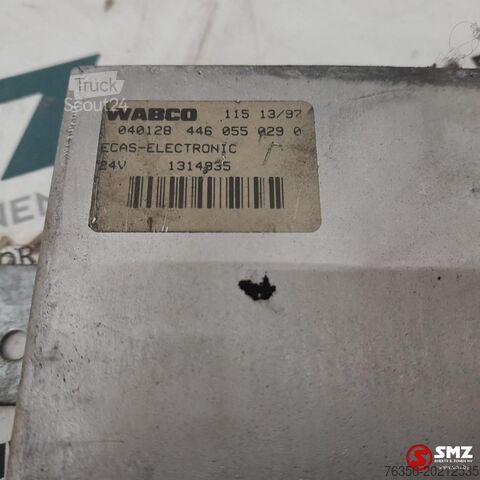 Truck
Scout24
WABCO 115 13/97
040128 446 055 029 0
ECAS-ELECTRONIC
24V 1314935
SMZ
76350-20212535